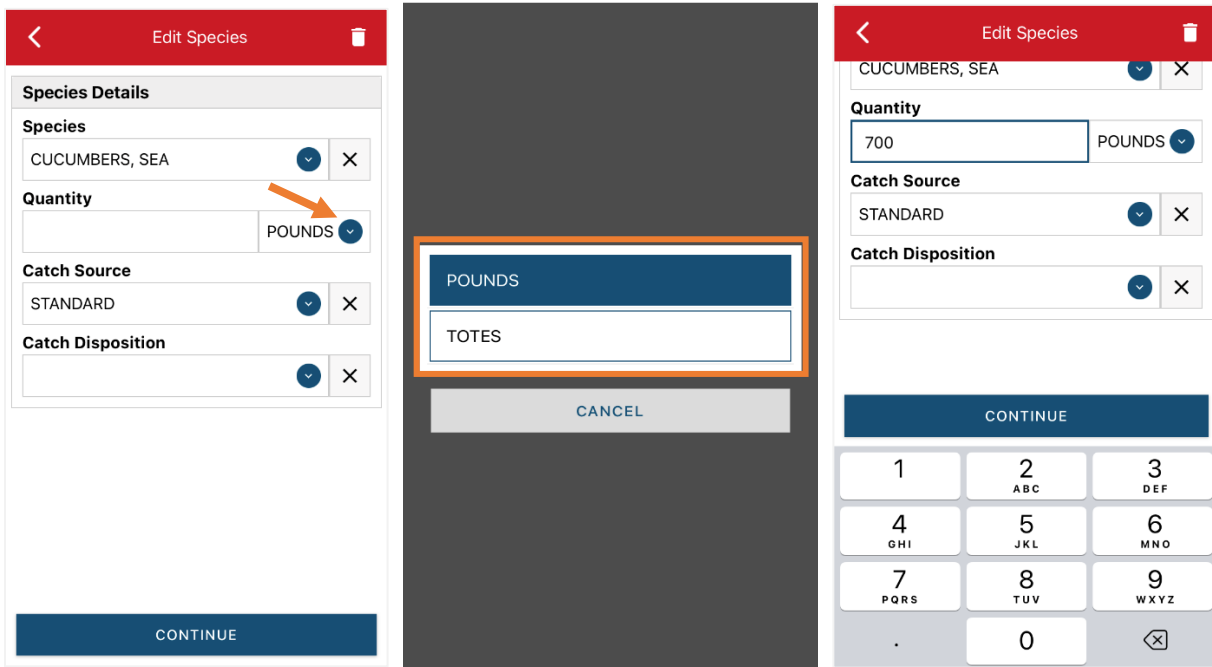 Edit Species
Species Details
Species
CUCUMBERS, SEA
Quantity
POUNDS
Catch Source
STANDARD
Catch Disposition
CONTINUE
POUNDS
TOTES
CANCEL
Edit Species
CUCUMBERS, SEA
Quantity
700 POUNDS
Catch Source
STANDARD
Catch Disposition
CONTINUE
1 2 3
ABC DEF
4 5 6
GHI JKL MNO
7 8 9
PQRS TUV WXYZ
. 0